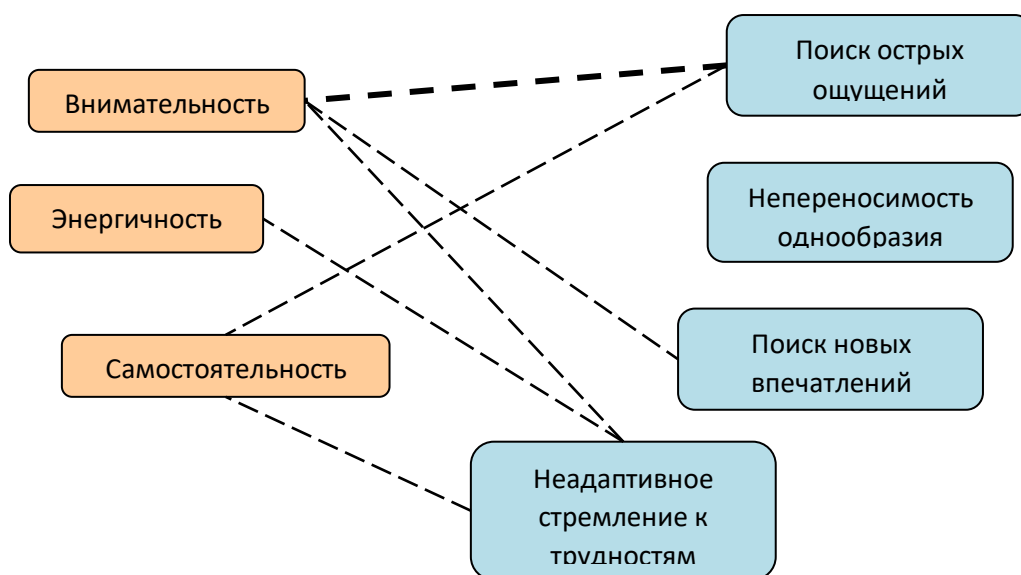 Внимательность
Энергичность
Самостоятельность
Поиск острых
ощущений
Непереносимость
однообразия
Поиск новых
впечатлений
Неадаптивное
стремление к
трудностям